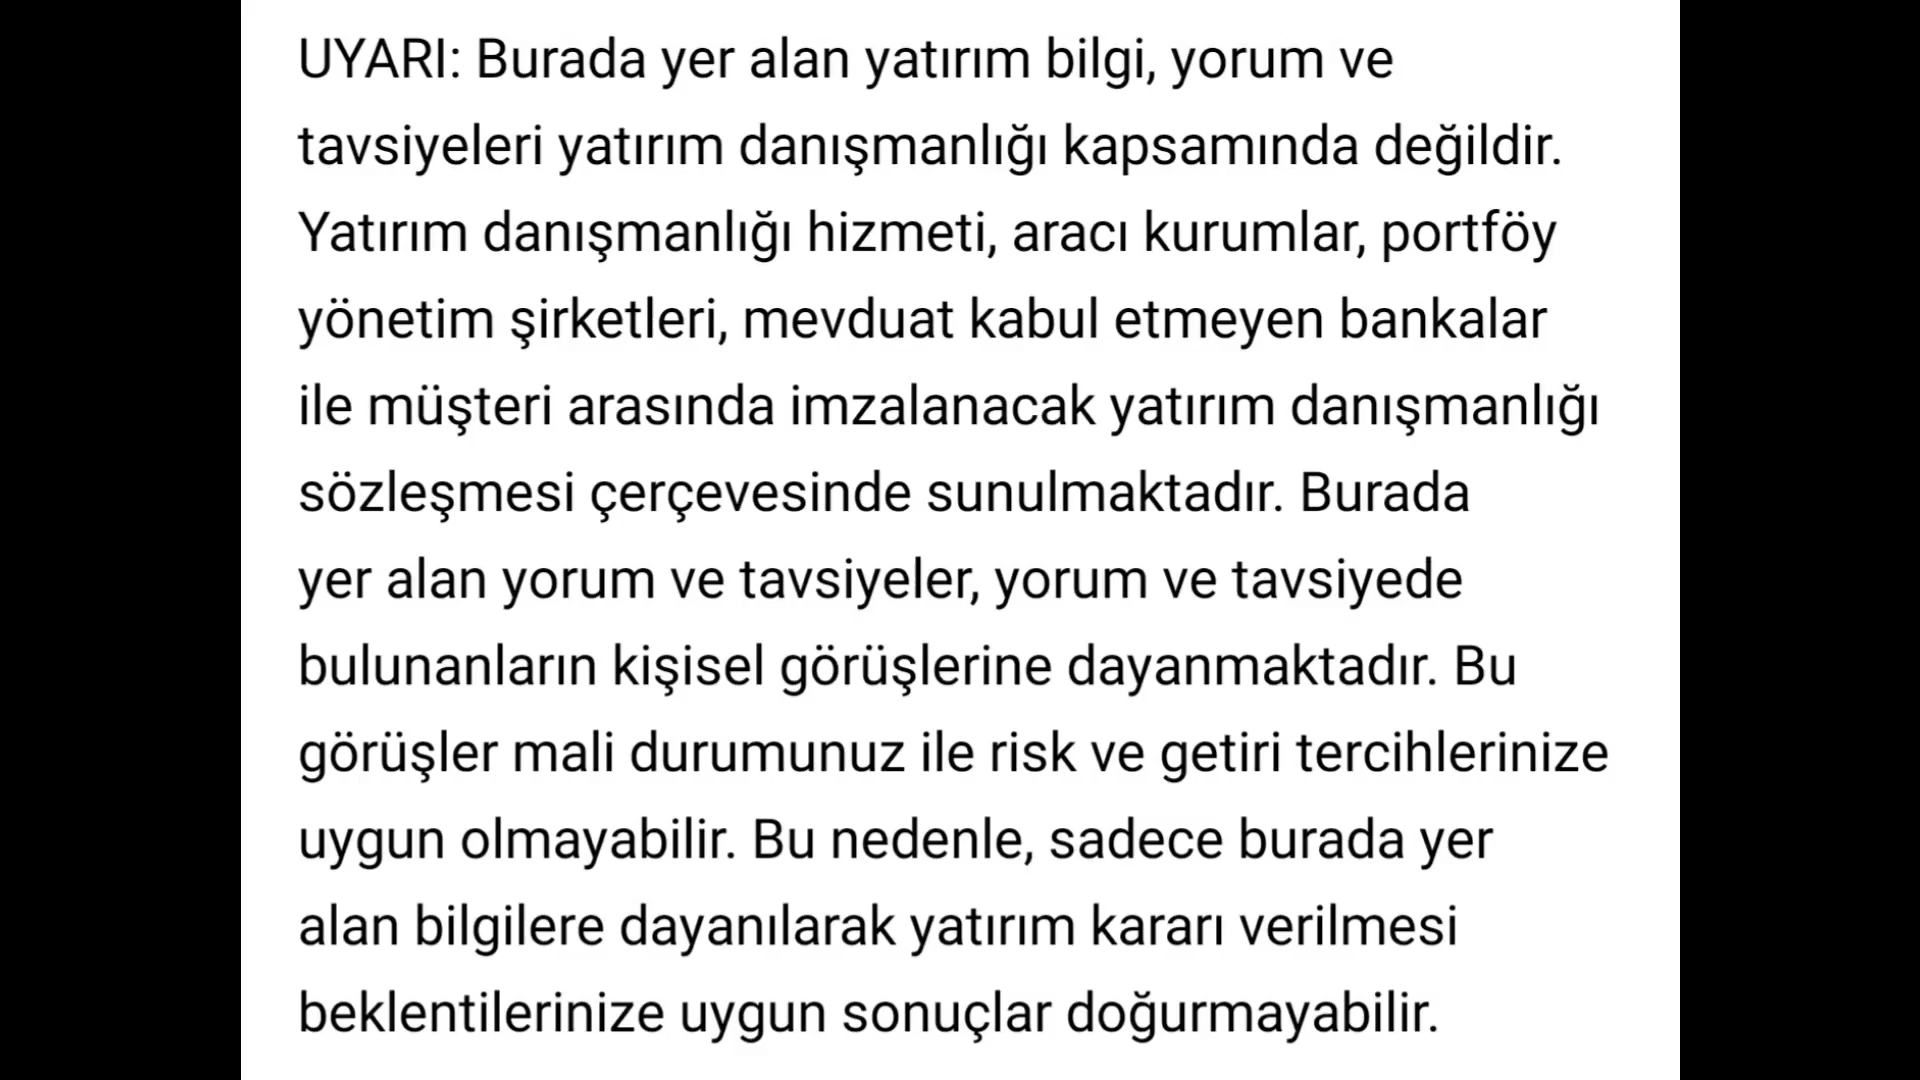 UYARI: Burada yer alan yatırım bilgi, yorum ve
tavsiyeleri yatırım danışmanlığı kapsamında değildir.
Yatırım danışmanlığı hizmeti, aracı kurumlar, portföy
yönetim şirketleri, mevduat kabul etmeyen bankalar
ile müşteri arasında imzalanacak yatırım danışmanlığı
sözleşmesi çerçevesinde sunulmaktadır. Burada
yer alan yorum ve tavsiyeler, yorum ve tavsiyede
bulunanların kişisel görüşlerine dayanmaktadır. Bu
görüşler mali durumunuz ile risk ve getiri tercihlerinize
uygun olmayabilir. Bu nedenle, sadece burada yer
alan bilgilere dayanılarak yatırım kararı verilmesi
beklentilerinize uygun sonuçlar doğurmayabilir.